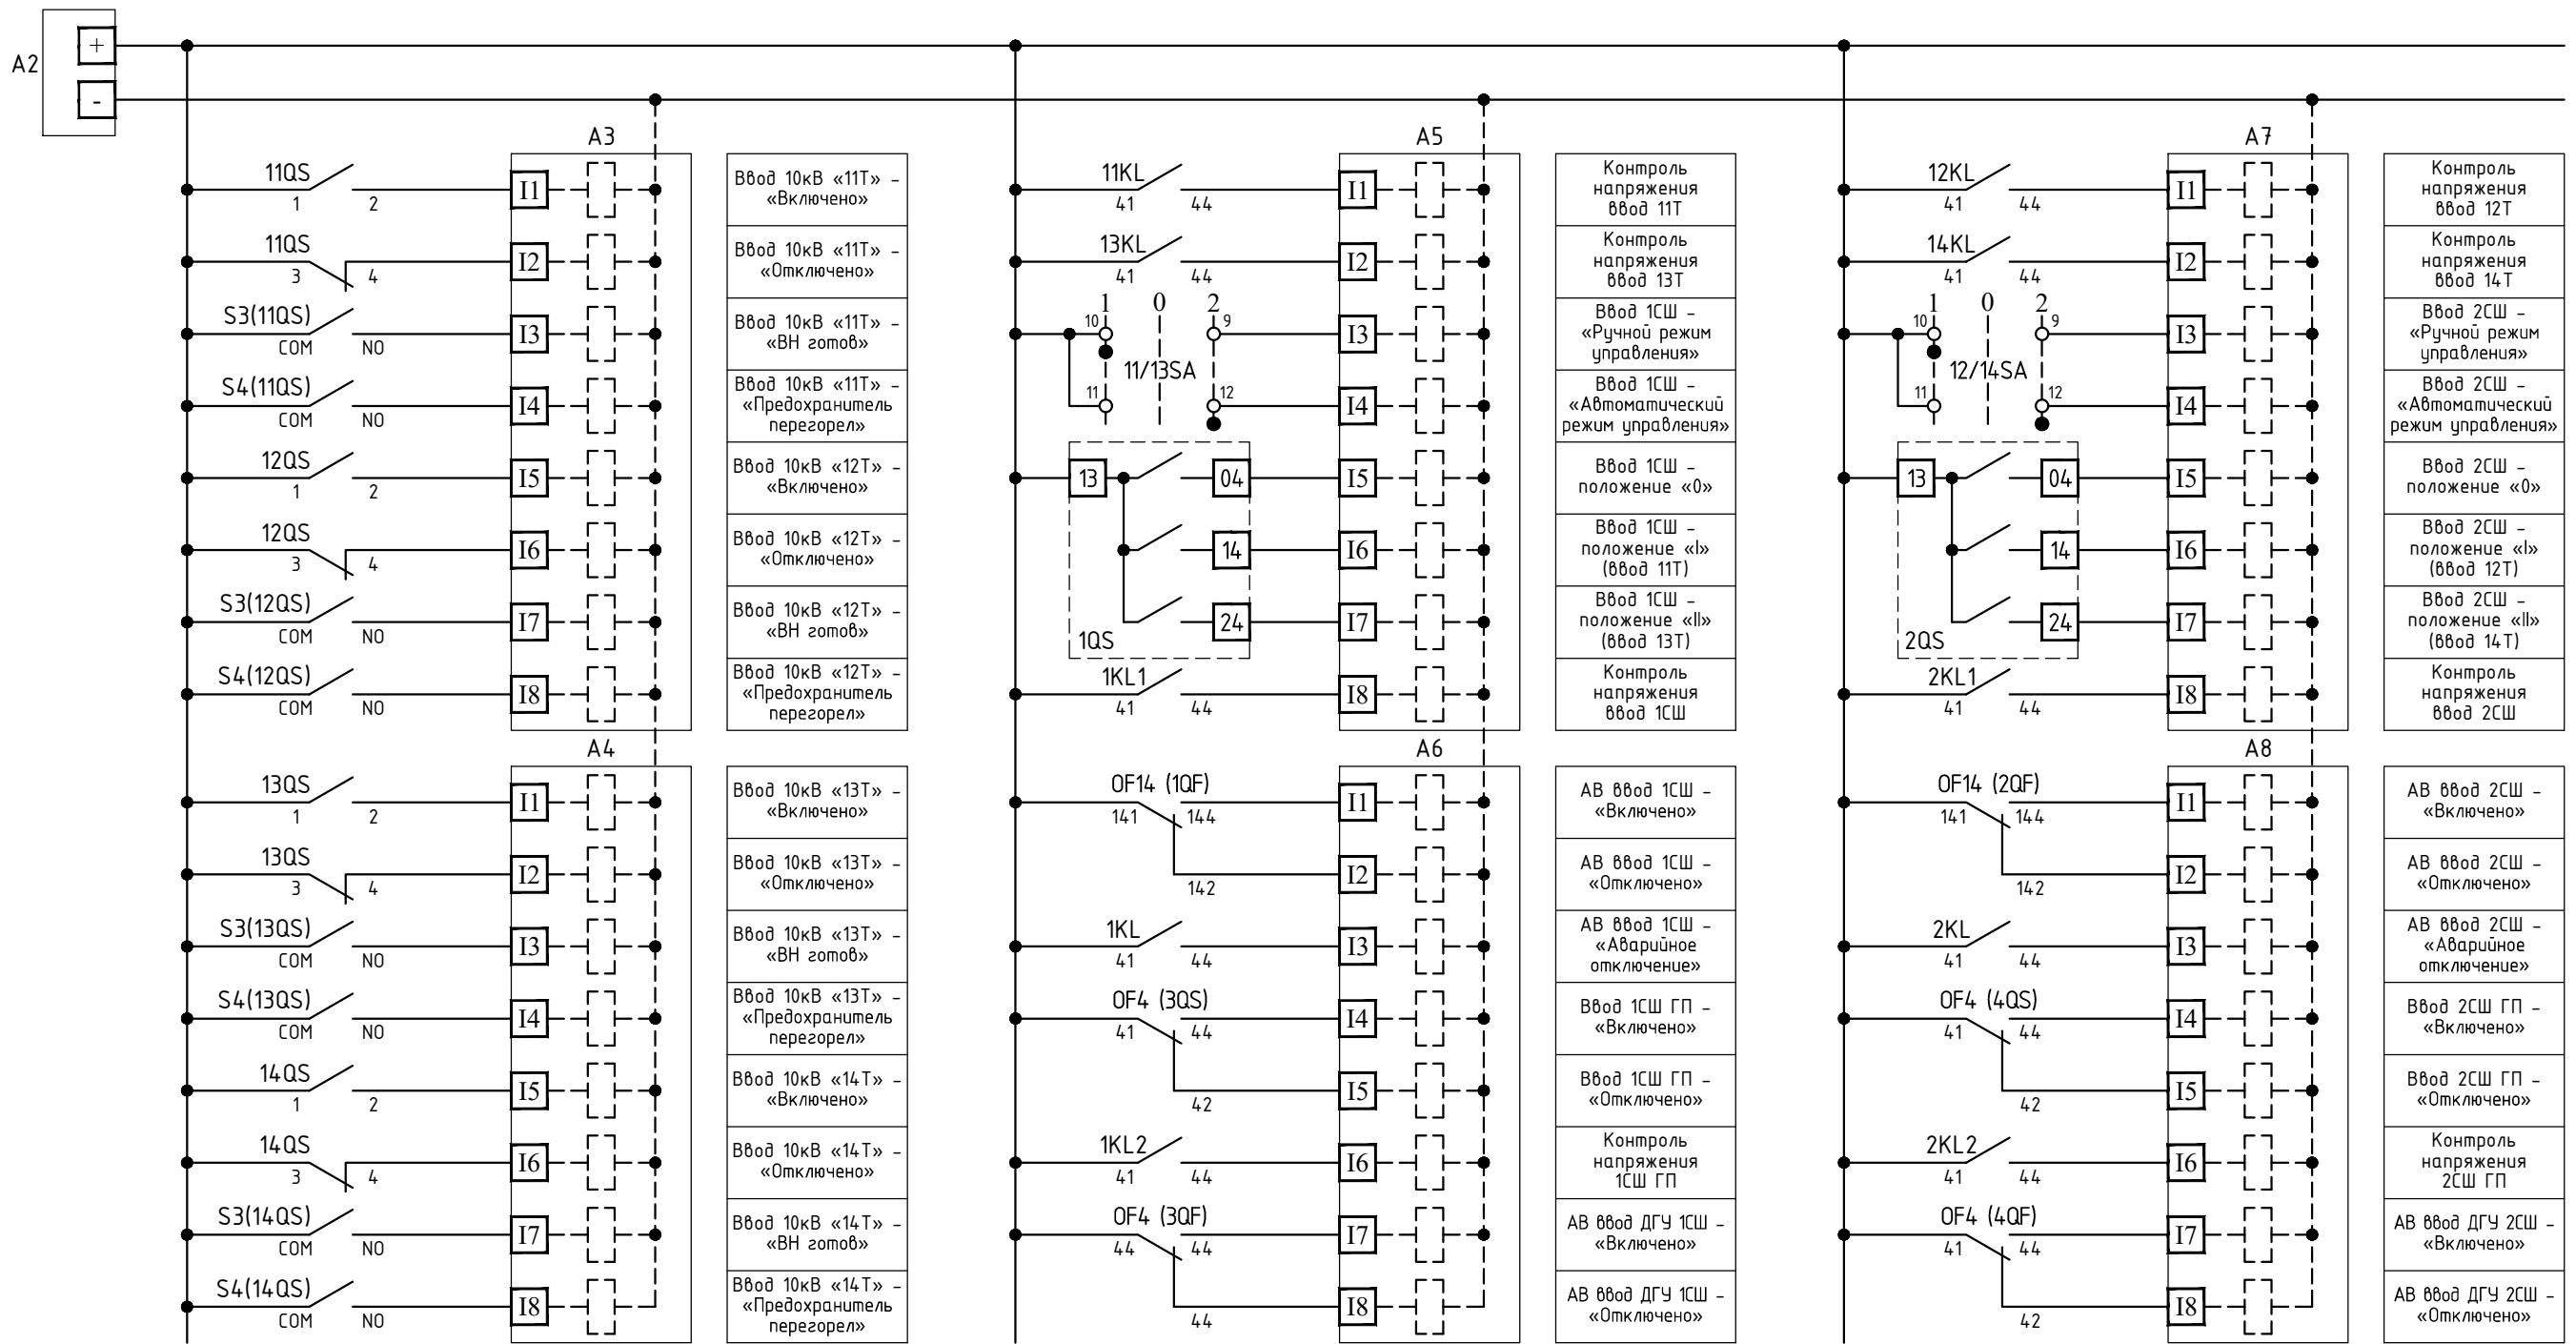 A2
+
-
A3
11QS
1 2
I1
Ввод 10кВ «11Т» –
«Включено»
11QS
3 4
I2
Ввод 10кВ «11Т» –
«Отключено»
S3(11QS)
COM NO
I3
Ввод 10кВ «11Т» –
«ВН готов»
S4(11QS)
COM NO
I4
Ввод 10кВ «11Т» –
«Предохранитель
перегорел»
12QS
1 2
I5
Ввод 10кВ «12Т» –
«Включено»
12QS
3 4
I6
Ввод 10кВ «12Т» –
«Отключено»
S3(12QS)
COM NO
I7
Ввод 10кВ «12Т» –
«ВН готов»
S4(12QS)
COM NO
I8
Ввод 10кВ «12Т» –
«Предохранитель
перегорел»
A4
13QS
1 2
I1
Ввод 10кВ «13Т» –
«Включено»
13QS
3 4
I2
Ввод 10кВ «13Т» –
«Отключено»
S3(13QS)
COM NO
I3
Ввод 10кВ «13Т» –
«ВН готов»
S4(13QS)
COM NO
I4
Ввод 10кВ «13Т» –
«Предохранитель
перегорел»
14QS
1 2
I5
Ввод 10кВ «14Т» –
«Включено»
14QS
3 4
I6
Ввод 10кВ «14Т» –
«Отключено»
S3(14QS)
COM NO
I7
Ввод 10кВ «14Т» –
«ВН готов»
S4(14QS)
COM NO
I8
Ввод 10кВ «14Т» –
«Предохранитель
перегорел»
A5
11KL
41 44
I1
Контроль
напряжения
ввод 11Т
13KL
41 44
I2
Контроль
напряжения
ввод 13Т
1 0 2
10 9
I3
Ввод 1СШ –
«Ручной режим
управления»
11/13SA
11 12
I4
Ввод 1СШ –
«Автоматический
режим управления»
13 04
I5
Ввод 1СШ –
положение «0»
14
I6
Ввод 1СШ –
положение «I»
(ввод 11Т)
24
1QS
I7
Ввод 1СШ –
положение «II»
(ввод 13Т)
1KL1
41 44
I8
Контроль
напряжения
ввод 1СШ
A6
OF14 (1QF)
141 144
I1
АВ ввод 1СШ –
«Включено»
142
I2
АВ ввод 1СШ –
«Отключено»
1KL
41 44
I3
АВ ввод 1СШ –
«Аварийное
отключение»
OF4 (3QS)
41 44
I4
Ввод 1СШ ГП –
«Включено»
42
I5
Ввод 1СШ ГП –
«Отключено»
1KL2
41 44
I6
Контроль
напряжения
1СШ ГП
OF4 (3QF)
44 44
I7
АВ ввод ДГУ 1СШ –
«Включено»
44
I8
АВ ввод ДГУ 1СШ –
«Отключено»
A7
12KL
41 44
I1
Контроль
напряжения
ввод 12Т
14KL
41 44
I2
Контроль
напряжения
ввод 14Т
1 0 2
10 9
I3
Ввод 2СШ –
«Ручной режим
управления»
12/14SA
11 12
I4
Ввод 2СШ –
«Автоматический
режим управления»
13 04
I5
Ввод 2СШ –
положение «0»
14
I6
Ввод 2СШ –
положение «I»
(ввод 12Т)
24
2QS
I7
Ввод 2СШ –
положение «II»
(ввод 14Т)
2KL1
41 44
I8
Контроль
напряжения
ввод 2СШ
A8
OF14 (2QF)
141 144
I1
АВ ввод 2СШ –
«Включено»
142
I2
АВ ввод 2СШ –
«Отключено»
2KL
41 44
I3
АВ ввод 2СШ –
«Аварийное
отключение»
OF4 (4QS)
41 44
I4
Ввод 2СШ ГП –
«Включено»
42
I5
Ввод 2СШ ГП –
«Отключено»
2KL2
41 44
I6
Контроль
напряжения
2СШ ГП
OF4 (4QF)
41 44
I7
АВ ввод ДГУ 2СШ –
«Включено»
42
I8
АВ ввод ДГУ 2СШ –
«Отключено»